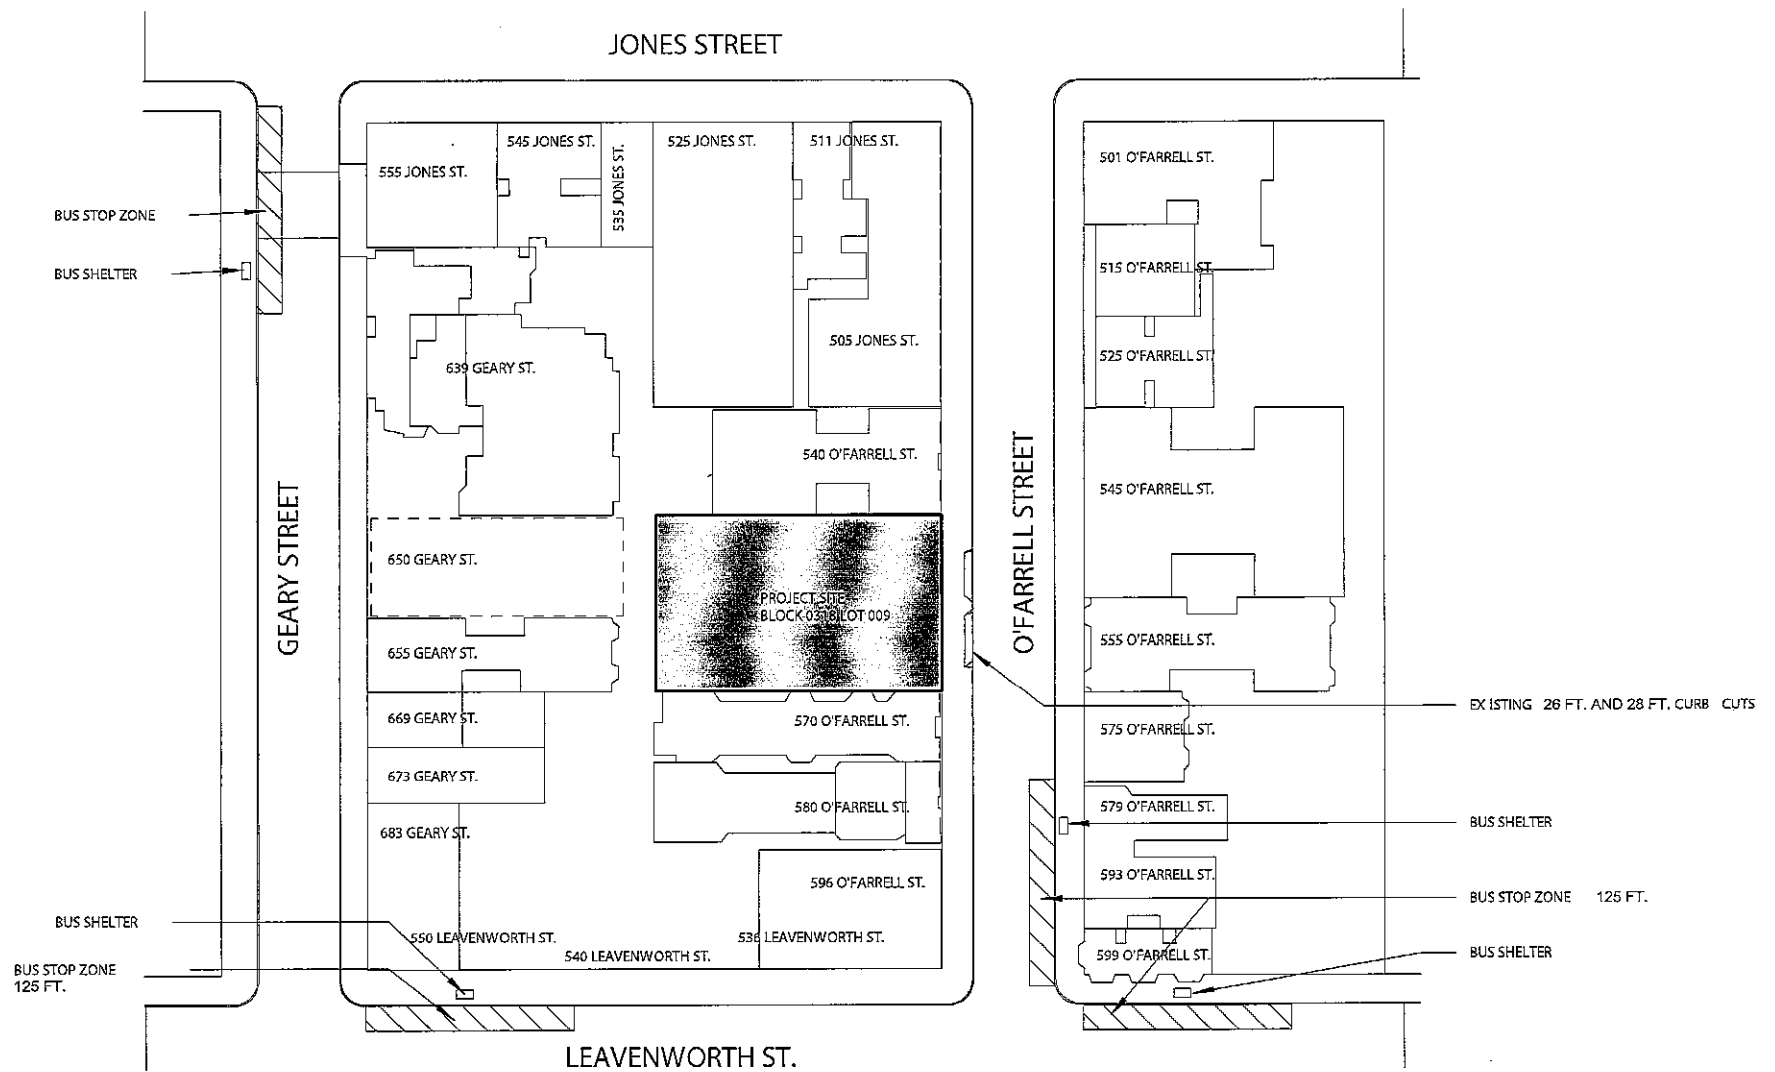 JONES STREET
545 JONES ST.
525 JONES ST.
511 JONES ST.
555 JONES ST.
535 JONES ST.
501 O'FARRELL ST.
BUS STOP ZONE
BUS SHELTER
515 O'FARRELL ST.
505 JONES ST.
525 O'FARRELL ST.
639 GEARY ST.
540 O'FARRELL ST.
545 O'FARRELL ST.
GEARY STREET
O'FARRELL STREET
650 GEARY ST.
PROJECT SITE
BLOCK 0318 LOT 009
655 GEARY ST.
555 O'FARRELL ST.
EXISTING 26 FT. AND 28 FT. CURB CUTS
669 GEARY ST.
570 O'FARRELL ST.
575 O'FARRELL ST.
673 GEARY ST.
580 O'FARRELL ST.
579 O'FARRELL ST.
BUS SHELTER
683 GEARY ST.
596 O'FARRELL ST.
593 O'FARRELL ST.
BUS STOP ZONE 125 FT.
BUS SHELTER
550 LEAVENWORTH ST.
540 LEAVENWORTH ST.
536 LEAVENWORTH ST.
599 O'FARRELL ST.
BUS SHELTER
BUS STOP ZONE
125 FT.
LEAVENWORTH ST.